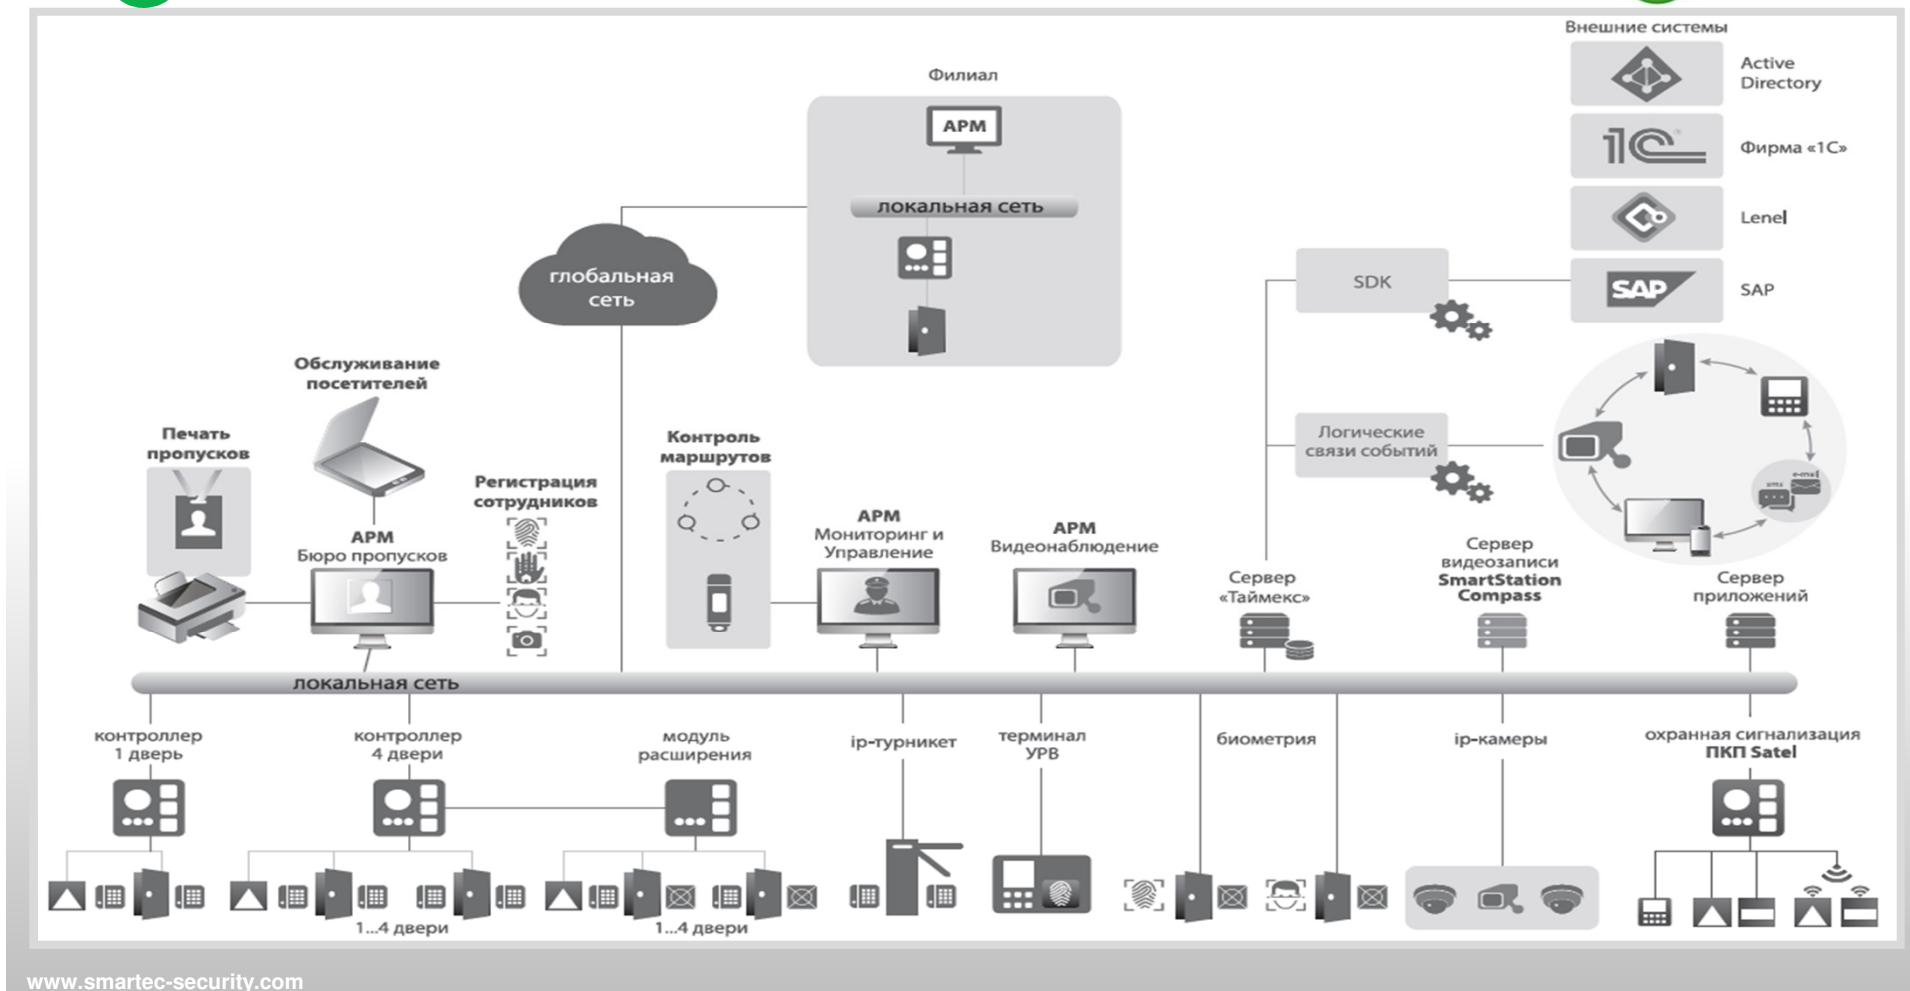 Внешние системы
Active
Directory
1С
Фирма «1С»
Lenel
SAP
SAP
Филиал
АРМ
локальная сеть
глобальная
сеть
SDK
Логические
связи событий
e-mail
sms
Обслуживание
посетителей
Печать
пропусков
АРМ
Бюро пропусков
Регистрация
сотрудников
Контроль
маршрутов
АРМ
Мониторинг и
Управление
АРМ
Видеонаблюдение
Сервер
«Таймекс»
Сервер
видеозаписи
SmartStation
Compass
Сервер
приложений
локальная сеть
контроллер
1 дверь
контроллер
4 двери
модуль
расширения
ip-турникет
терминал
УРВ
биометрия
ip-камеры
охранная сигнализация
ПКП Satel
1...4 двери
1...4 двери
www.smartec-security.com